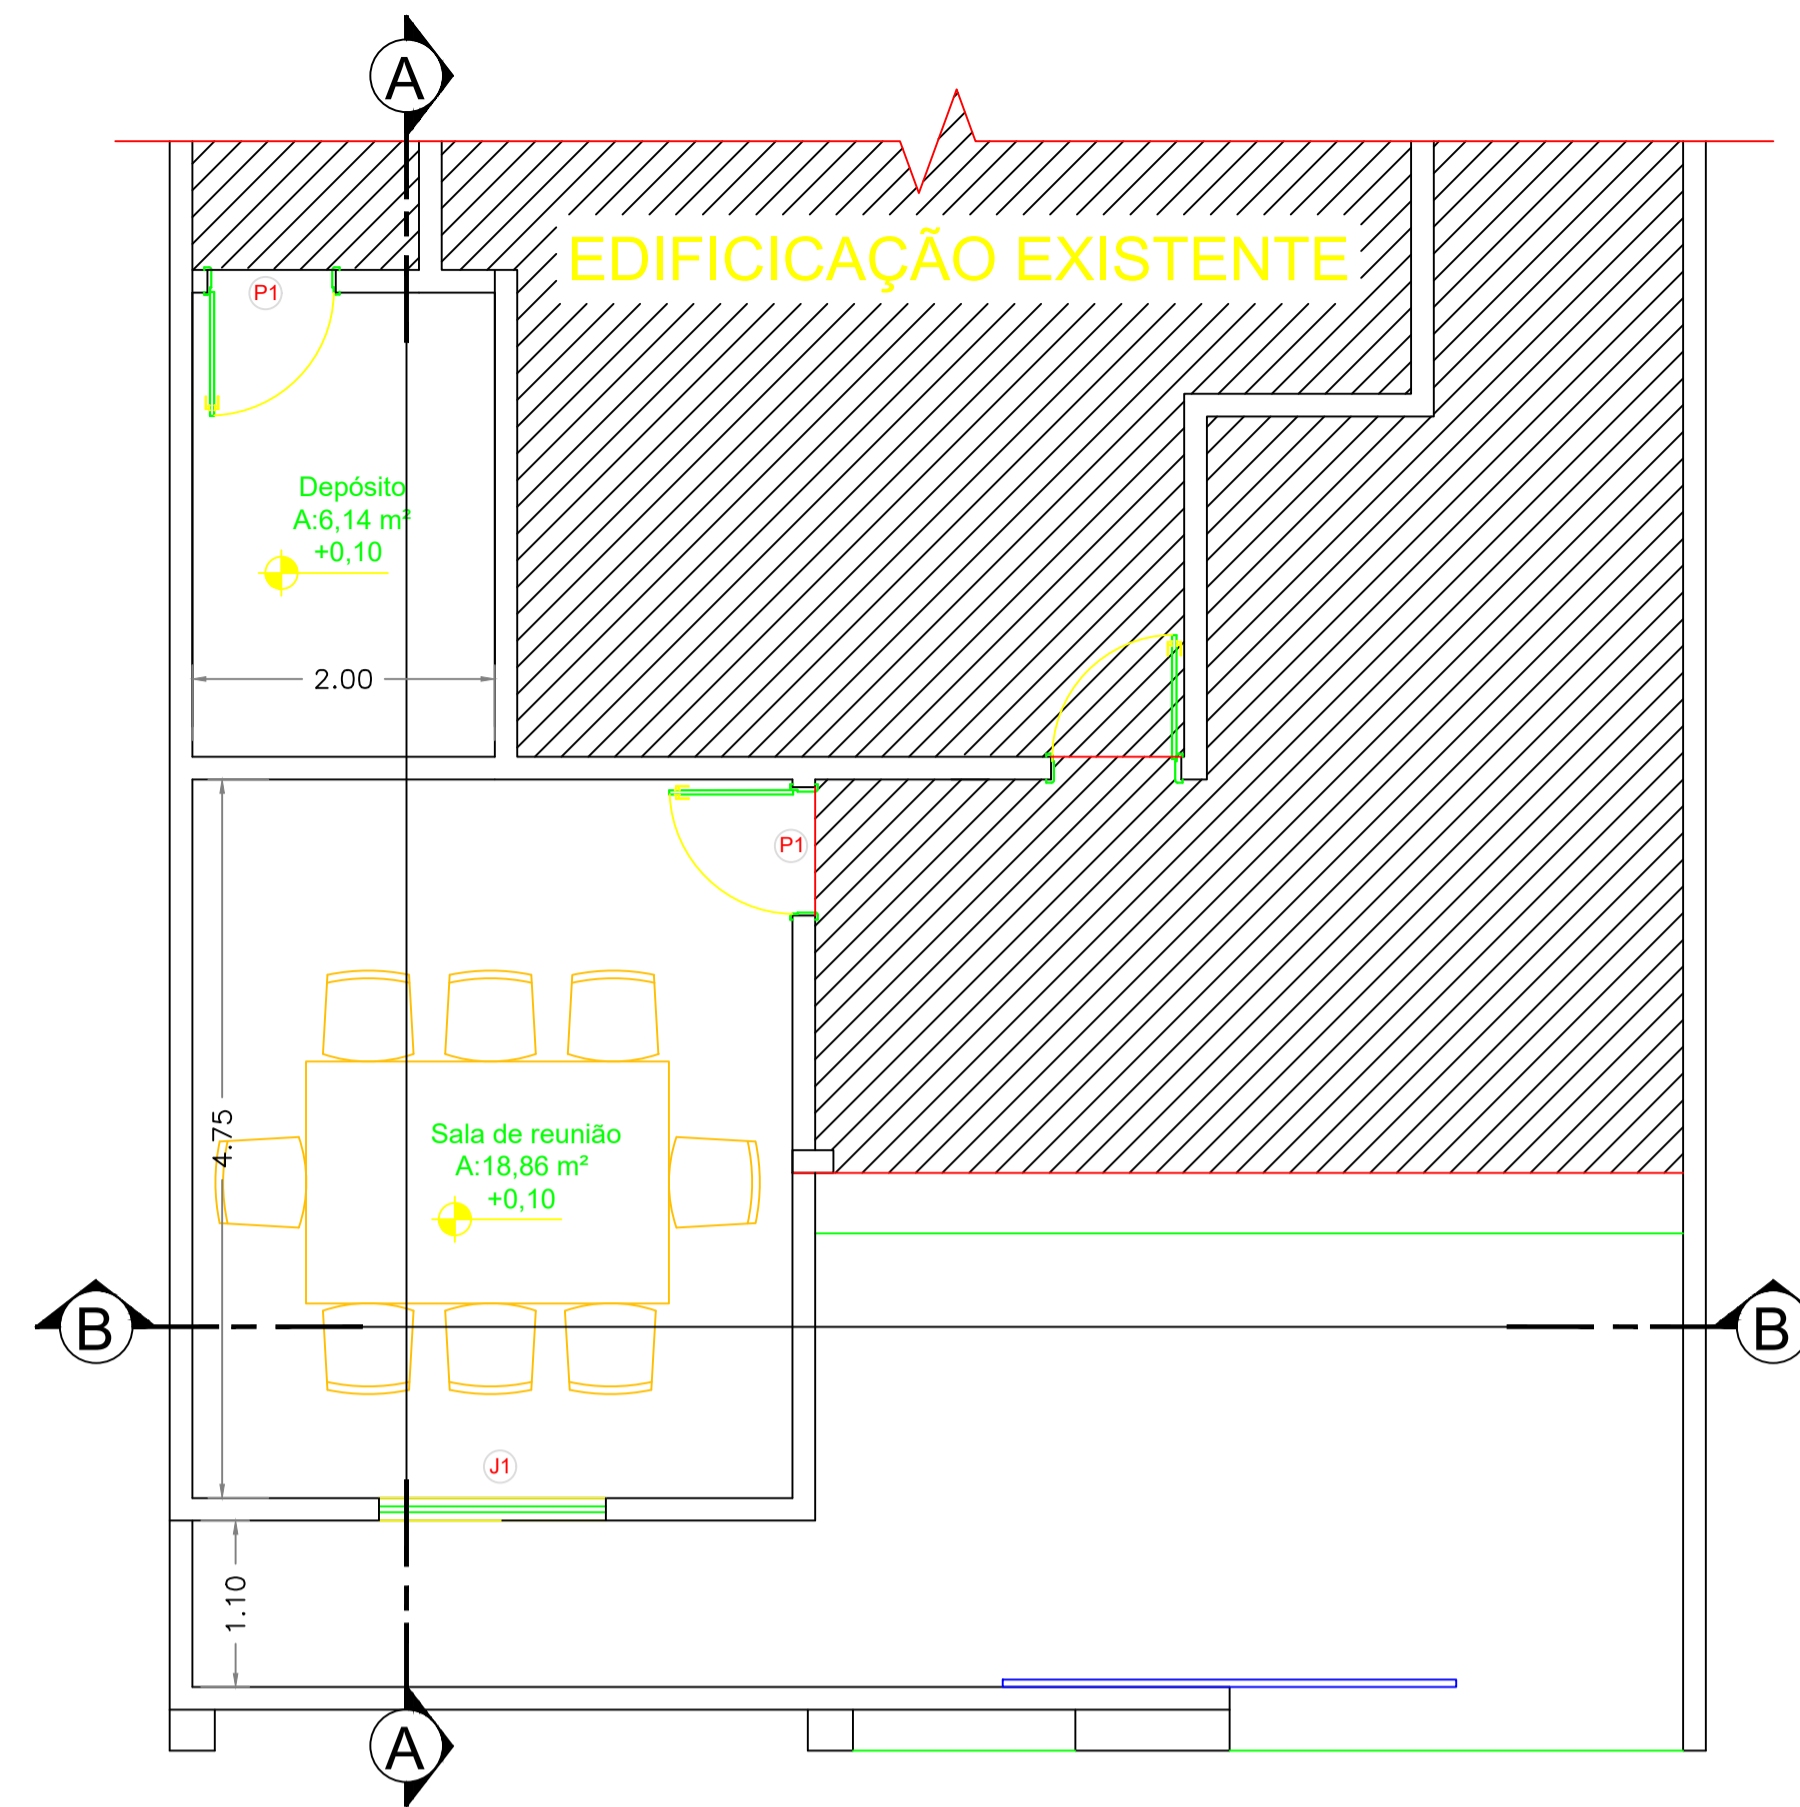 A
EDIFICICAÇÃO EXISTENTE
P1
Depósito
A:6,14 m²
+0,10
2.00
P1
4.75
Sala de reunião
A:18,86 m²
+0,10
B
B
J1
1.10
A